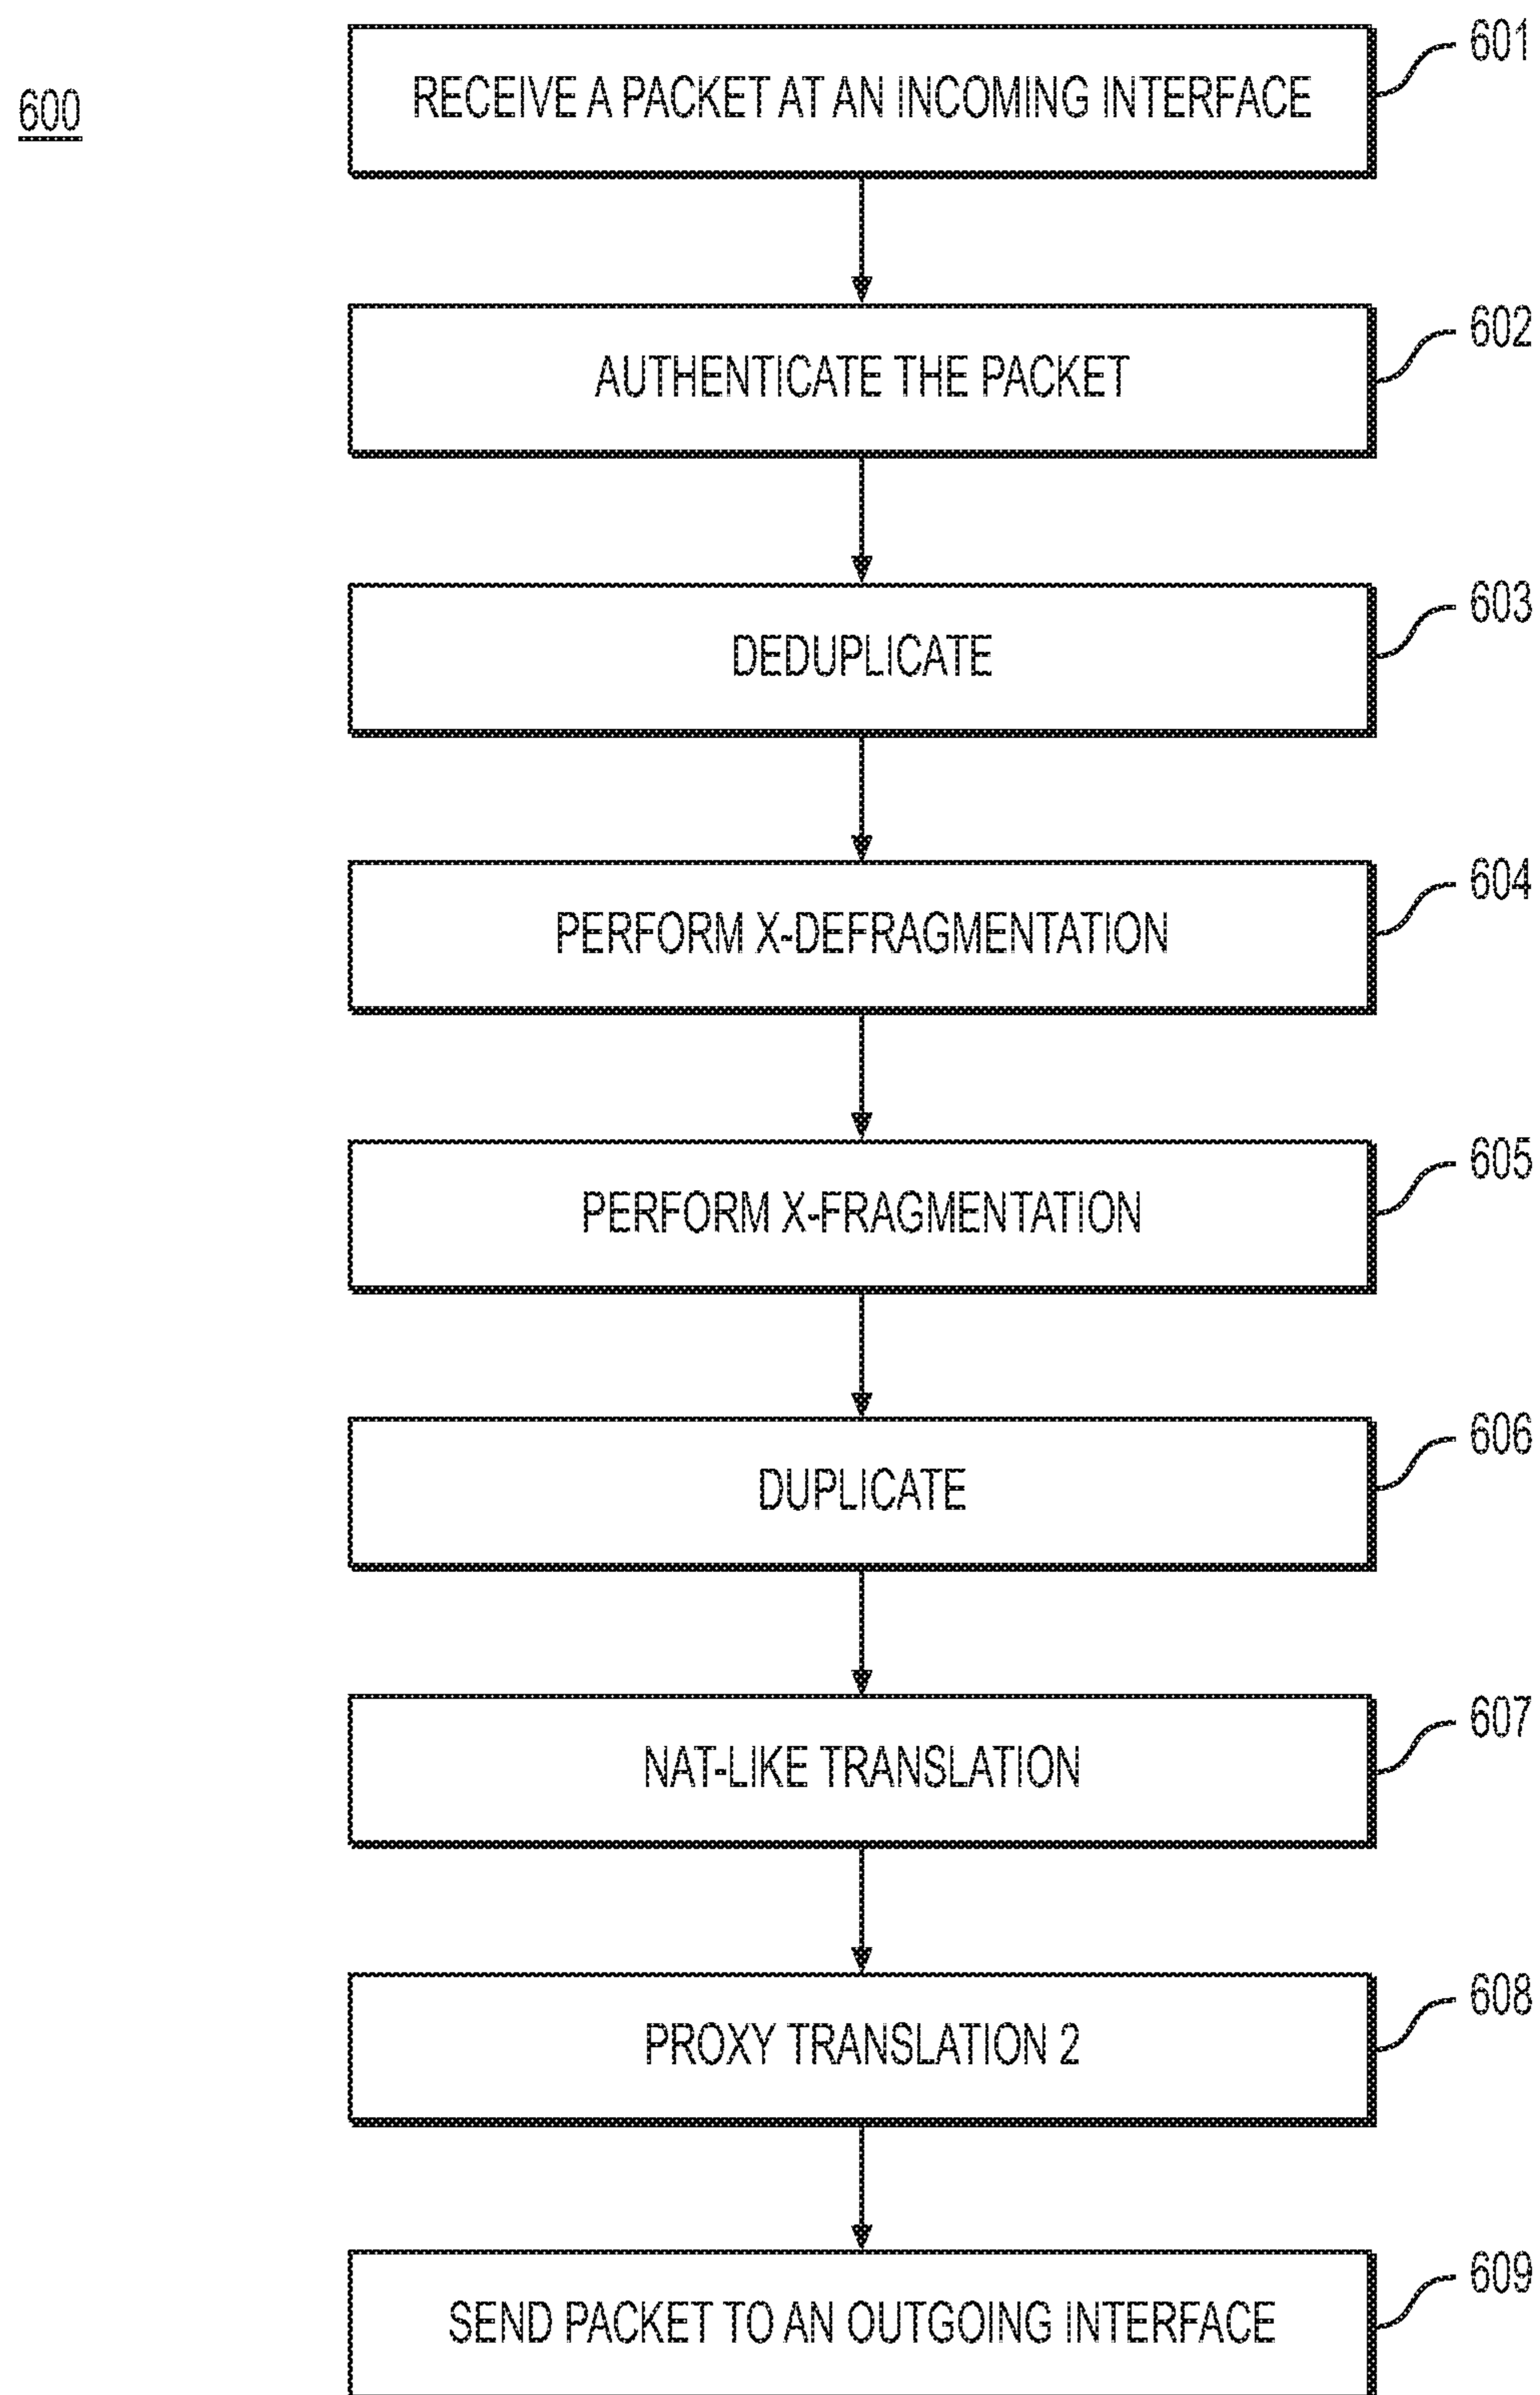 600
RECEIVE A PACKET AT AN INCOMING INTERFACE
601
AUTHENTICATE THE PACKET
602
DEDUPLICATE
603
PERFORM X-DEFRAGMENTATION
604
PERFORM X-FRAGMENTATION
605
DUPLICATE
606
NAT-LIKE TRANSLATION
607
PROXY TRANSLATION 2
608
SEND PACKET TO AN OUTGOING INTERFACE
609